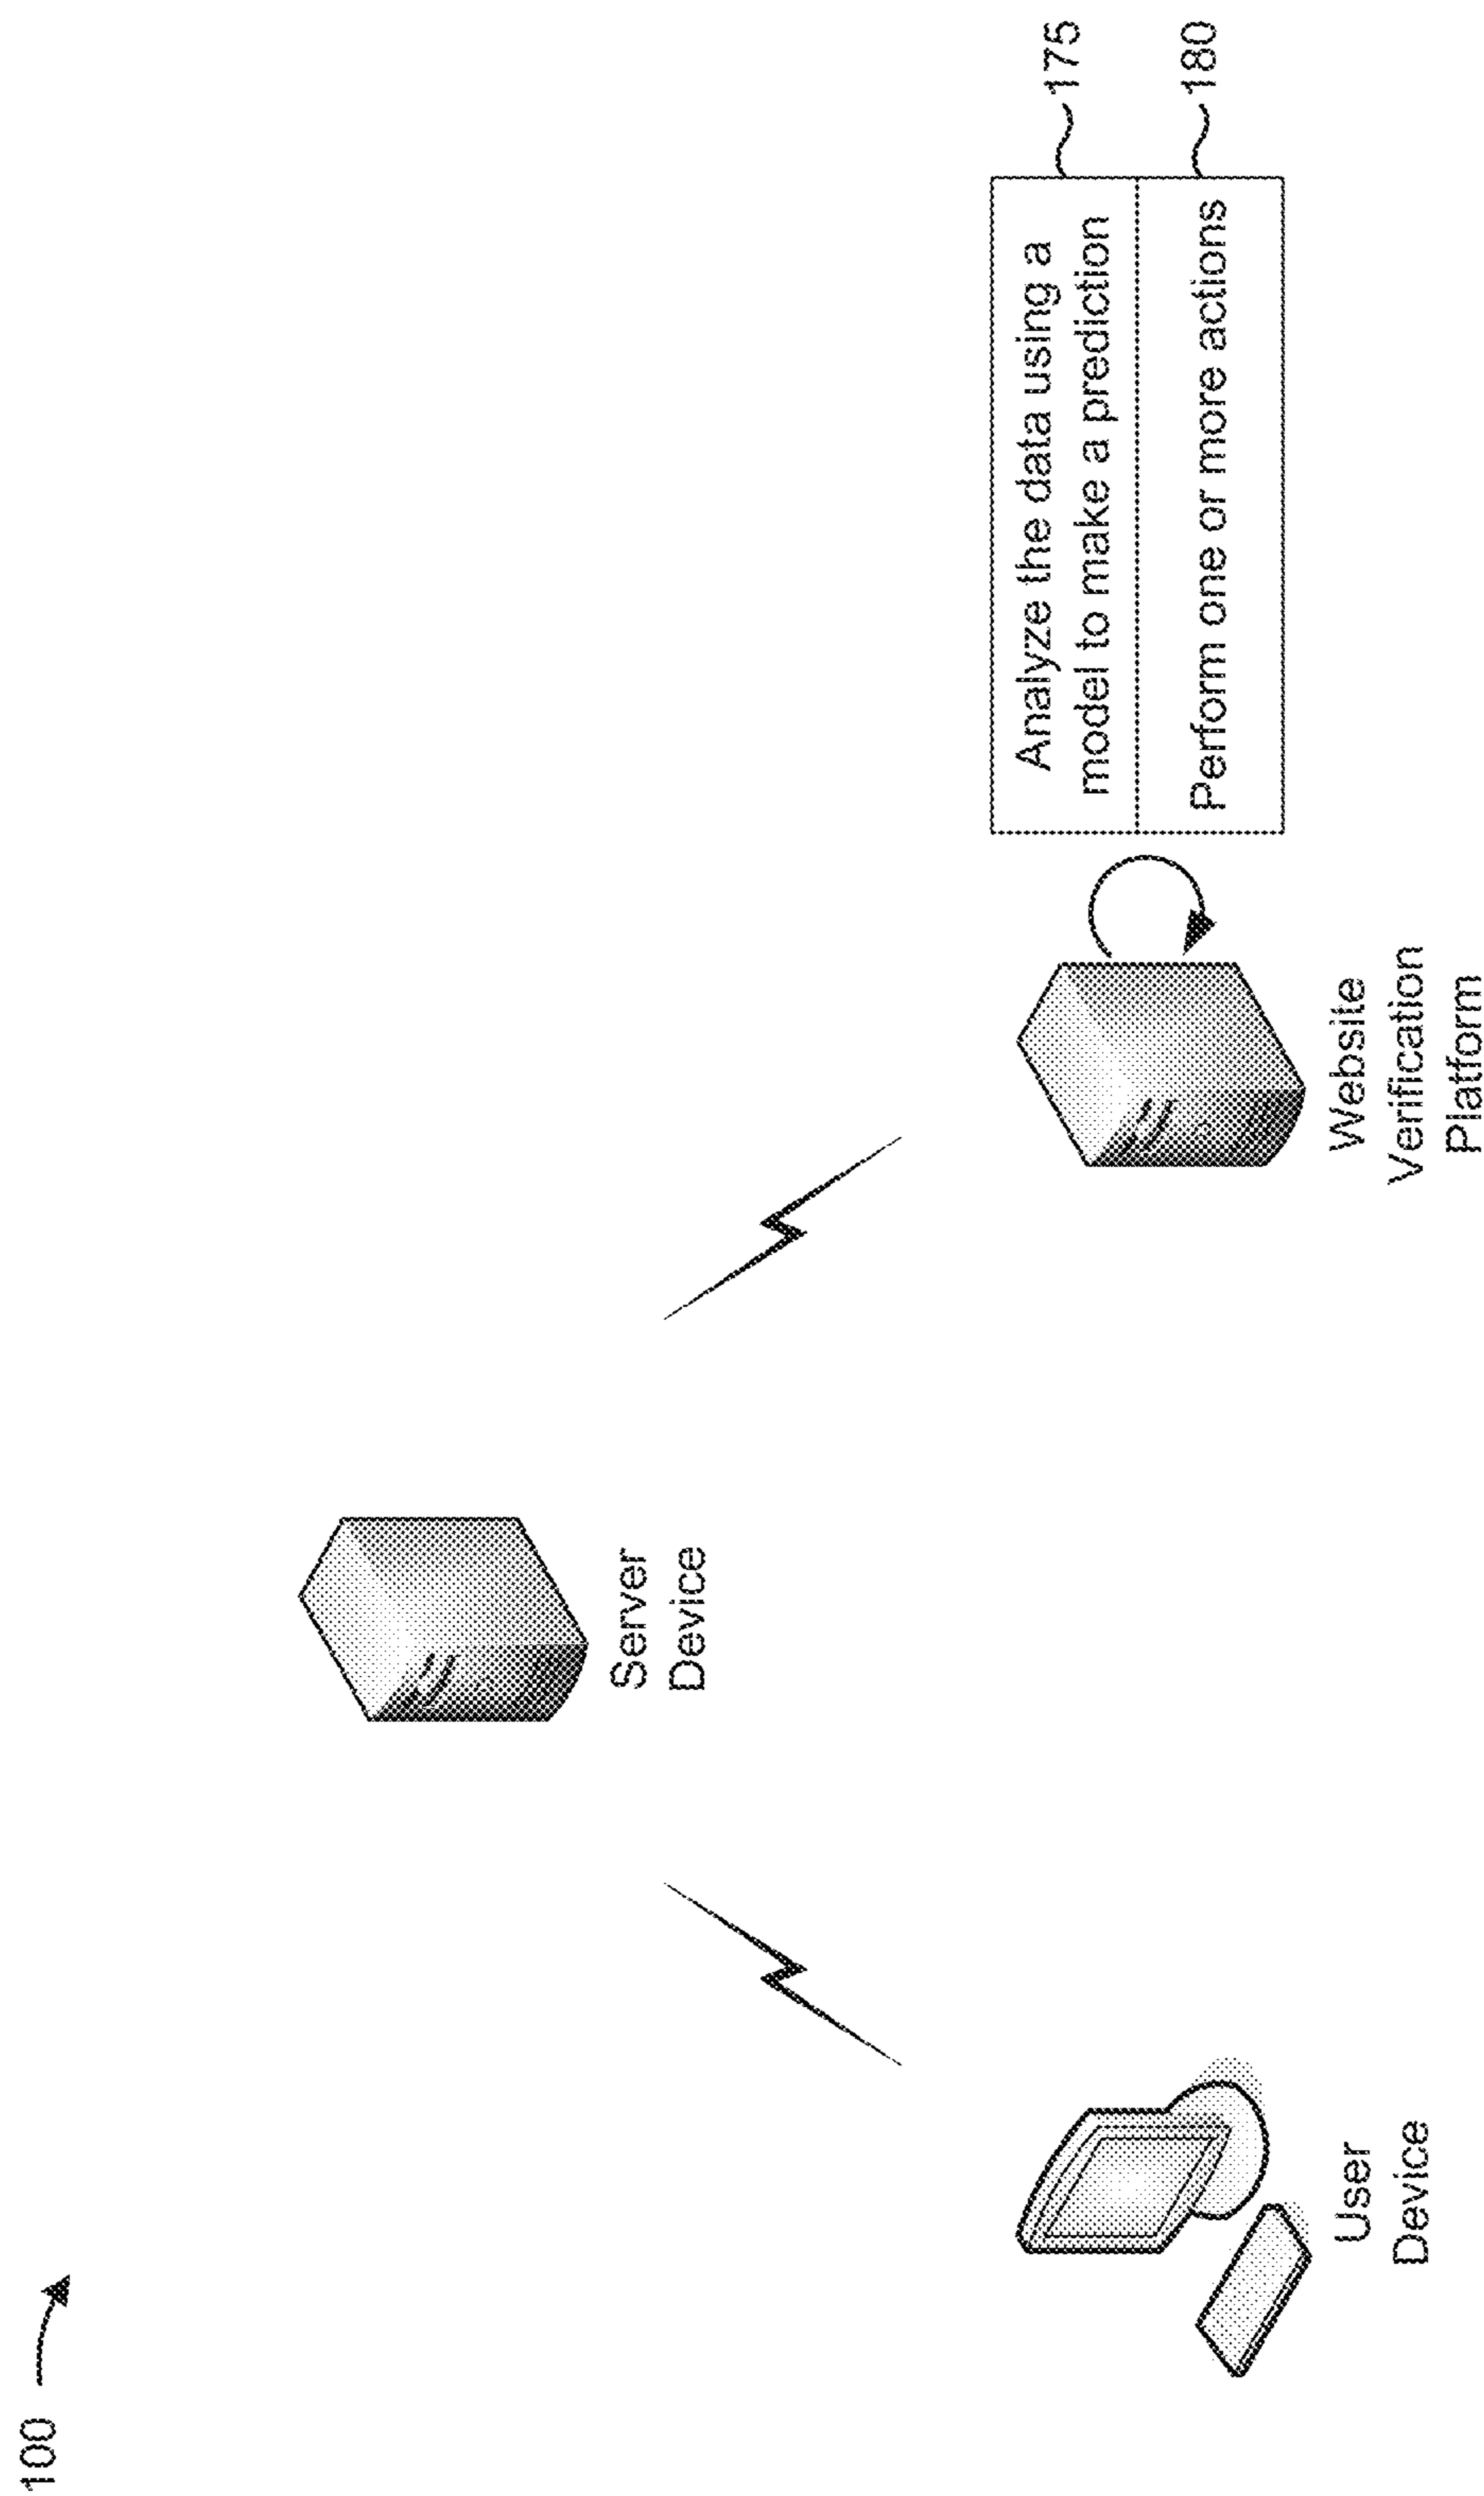 100
Server
Device
User
Device
Website
Verification
Platform
Analyze the data using a
model to make a prediction
175
Perform one or more actions
180